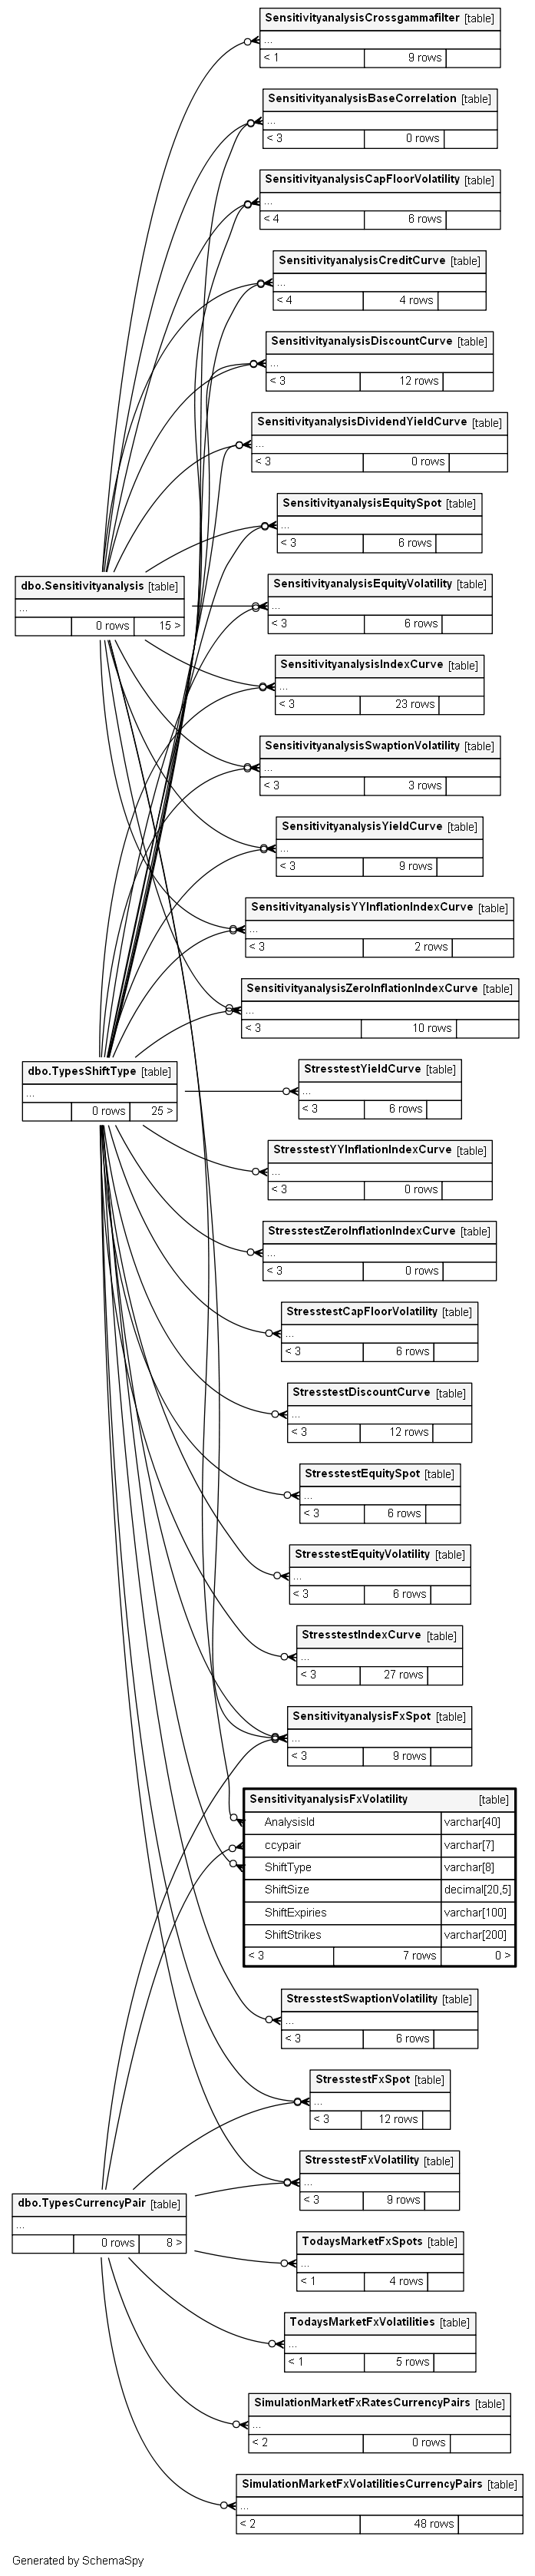 SensitivityanalysisCrossgammafilter [table]
...
< 1 9 rows
SensitivityanalysisBaseCorrelation [table]
...
< 3 0 rows
SensitivityanalysisCapFloorVolatility [table]
...
< 4 6 rows
SensitivityanalysisCreditCurve [table]
...
< 4 4 rows
SensitivityanalysisDiscountCurve [table]
...
< 3 12 rows
SensitivityanalysisDividendYieldCurve [table]
...
< 3 0 rows
SensitivityanalysisEquitySpot [table]
...
< 3 6 rows
dbo.Sensitivityanalysis [table]
...
0 rows 15 >
SensitivityanalysisEquityVolatility [table]
...
< 3 6 rows
SensitivityanalysisIndexCurve [table]
...
< 3 23 rows
SensitivityanalysisSwaptionVolatility [table]
...
< 3 3 rows
SensitivityanalysisYieldCurve [table]
...
< 3 9 rows
SensitivityanalysisYYInflationIndexCurve [table]
...
< 3 2 rows
SensitivityanalysisZeroInflationIndexCurve [table]
...
< 3 10 rows
dbo.TypesShiftType [table]
...
0 rows 25 >
StresstestYieldCurve [table]
...
< 3 6 rows
StresstestYYInflationIndexCurve [table]
...
< 3 0 rows
StresstestZeroInflationIndexCurve [table]
...
< 3 0 rows
StresstestCapFloorVolatility [table]
...
< 3 6 rows
StresstestDiscountCurve [table]
...
< 3 12 rows
StresstestEquitySpot [table]
...
< 3 6 rows
StresstestEquityVolatility [table]
...
< 3 6 rows
StresstestIndexCurve [table]
...
< 3 27 rows
SensitivityanalysisFxSpot [table]
...
< 3 9 rows
SensitivityanalysisFxVolatility [table]
AnalysisId varchar[40]
ccypair varchar[7]
ShiftType varchar[8]
ShiftSize decimal[20,5]
ShiftExpiries varchar[100]
ShiftStrikes varchar[200]
< 3 7 rows 0 >
StresstestSwaptionVolatility [table]
...
< 3 6 rows
StresstestFxSpot [table]
...
< 3 12 rows
StresstestFxVolatility [table]
...
< 3 9 rows
dbo.TypesCurrencyPair [table]
...
0 rows 8 >
TodaysMarketFxSpots [table]
...
< 1 4 rows
TodaysMarketFxVolatilities [table]
...
< 1 5 rows
SimulationMarketFxRatesCurrencyPairs [table]
...
< 2 0 rows
SimulationMarketFxVolatilitiesCurrencyPairs [table]
...
< 2 48 rows
Generated by SchemaSpy